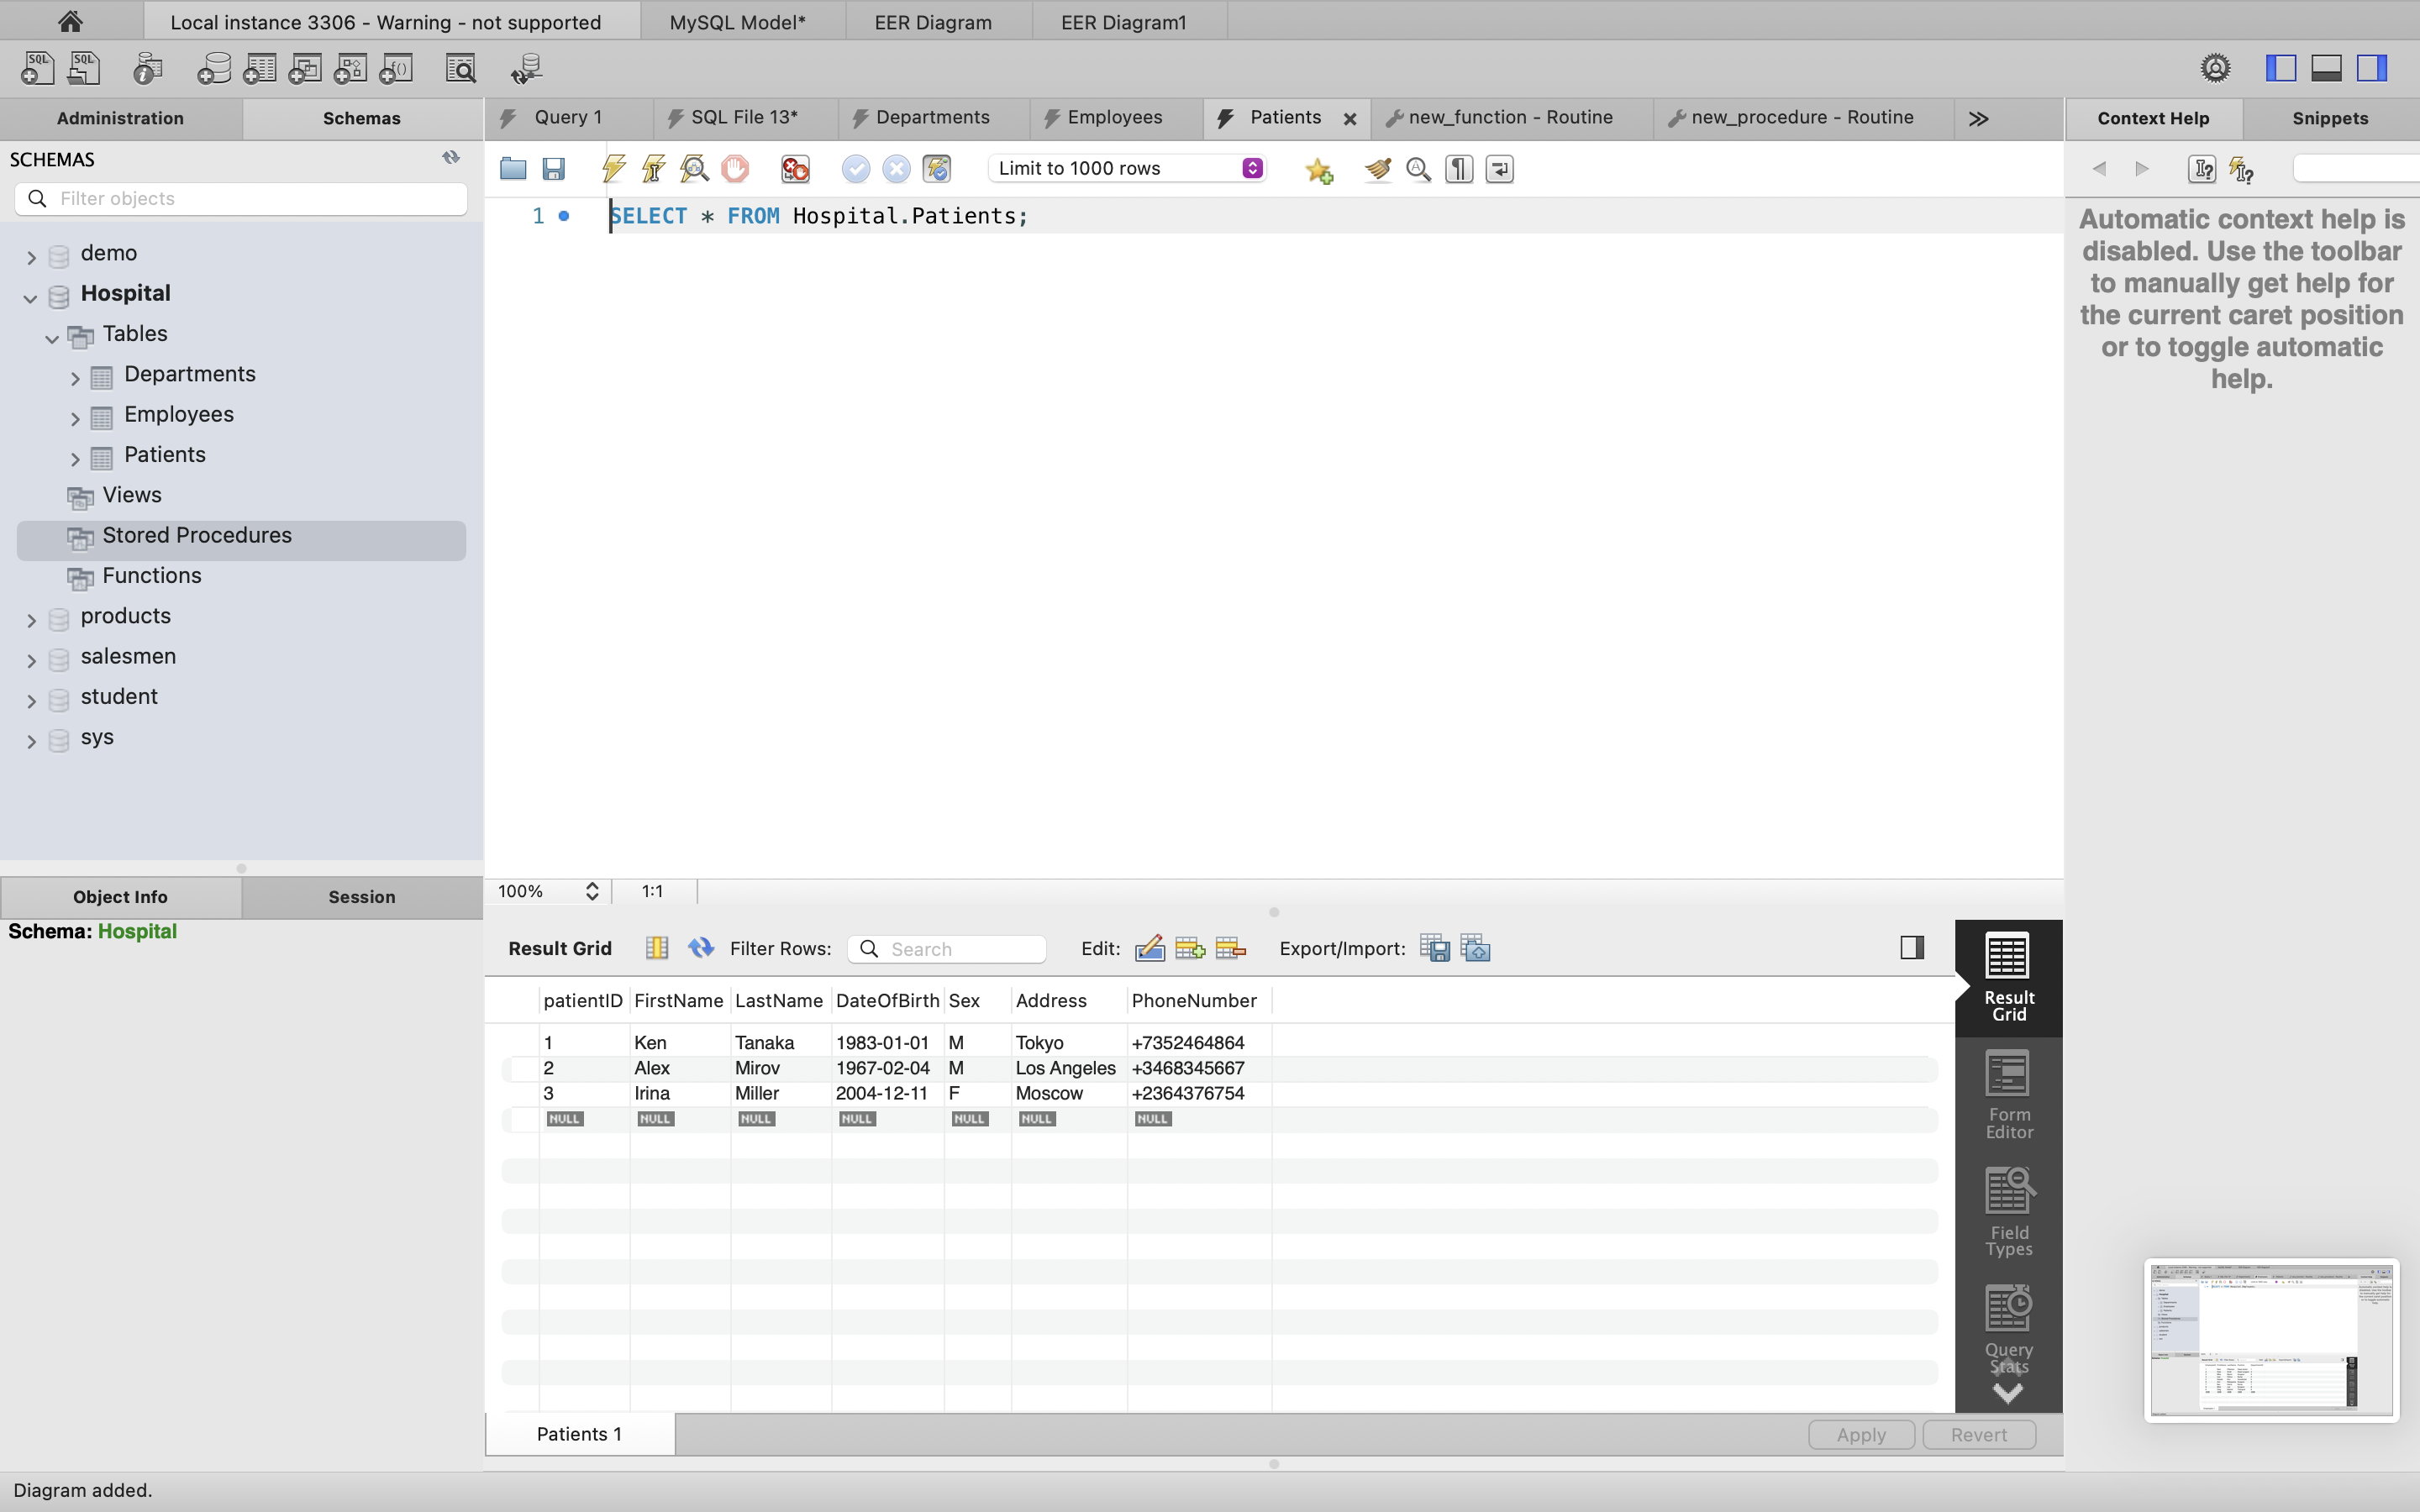 Local instance 3306 - Warning - not supported
MySQL Model*
EER Diagram
EER Diagram1
Administration
Schemas
Query 1
SQL File 13*
Departments
Employees
Patients
new_function - Routine
new_procedure - Routine
Context Help
Snippets
SCHEMAS
Filter objects
Limit to 1000 rows
1
SELECT * FROM Hospital.Patients;
Automatic context help is
disabled. Use the toolbar
to manually get help for
the current caret position
or to toggle automatic
help.
demo
Hospital
Tables
Departments
Employees
Patients
Views
Stored Procedures
Functions
products
salesmen
student
sys
Object Info
Session
Schema: Hospital
100%
1:1
Result Grid
Filter Rows:
Search
Edit:
Export/Import:
patientID FirstName LastName DateOfBirth Sex Address PhoneNumber
1 Ken Tanaka 1983-01-01 M Tokyo +7352464864
2 Alex Mirov 1967-02-04 M Los Angeles +3468345667
3 Irina Miller 2004-12-11 F Moscow +2364376754
NULL NULL NULL NULL NULL NULL NULL
Result
Grid
Form
Editor
Field
Types
Query
Stats
Patients 1
Apply
Revert
Diagram added.